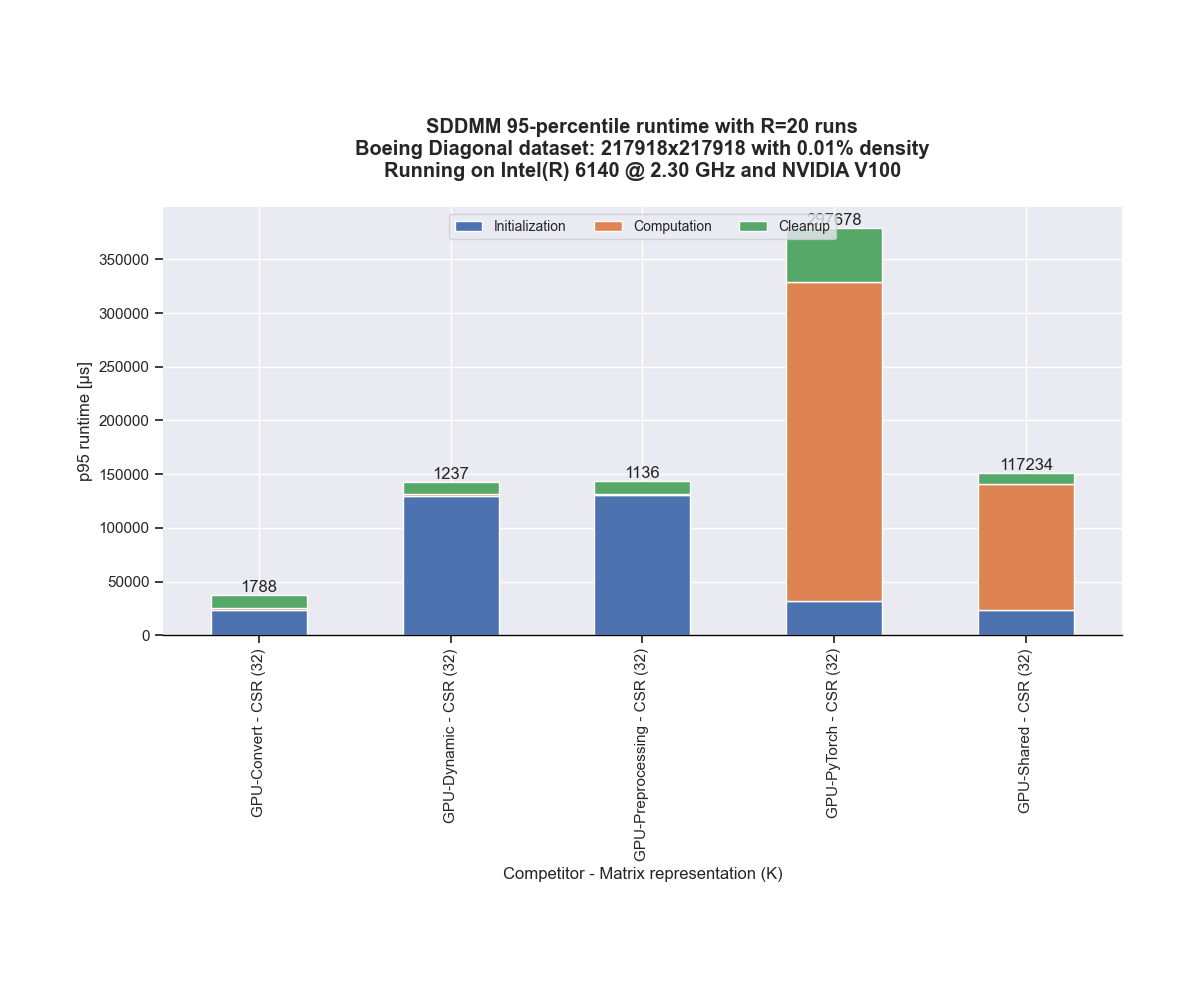 SDDMM 95-percentile runtime with R=20 runs
Boeing Diagonal dataset: 217918x217918 with 0.01% density
Running on Intel(R) 6140 @ 2.30 GHz and NVIDIA V100
Initialization
Computation
Cleanup
297678
1788
1237
1136
117234
p95 runtime [µs]
350000
300000
250000
200000
150000
100000
50000
0
GPU-Convert - CSR (32)
GPU-Dynamic - CSR (32)
GPU-Preprocessing - CSR (32)
GPU-PyTorch - CSR (32)
GPU-Shared - CSR (32)
Competitor - Matrix representation (K)